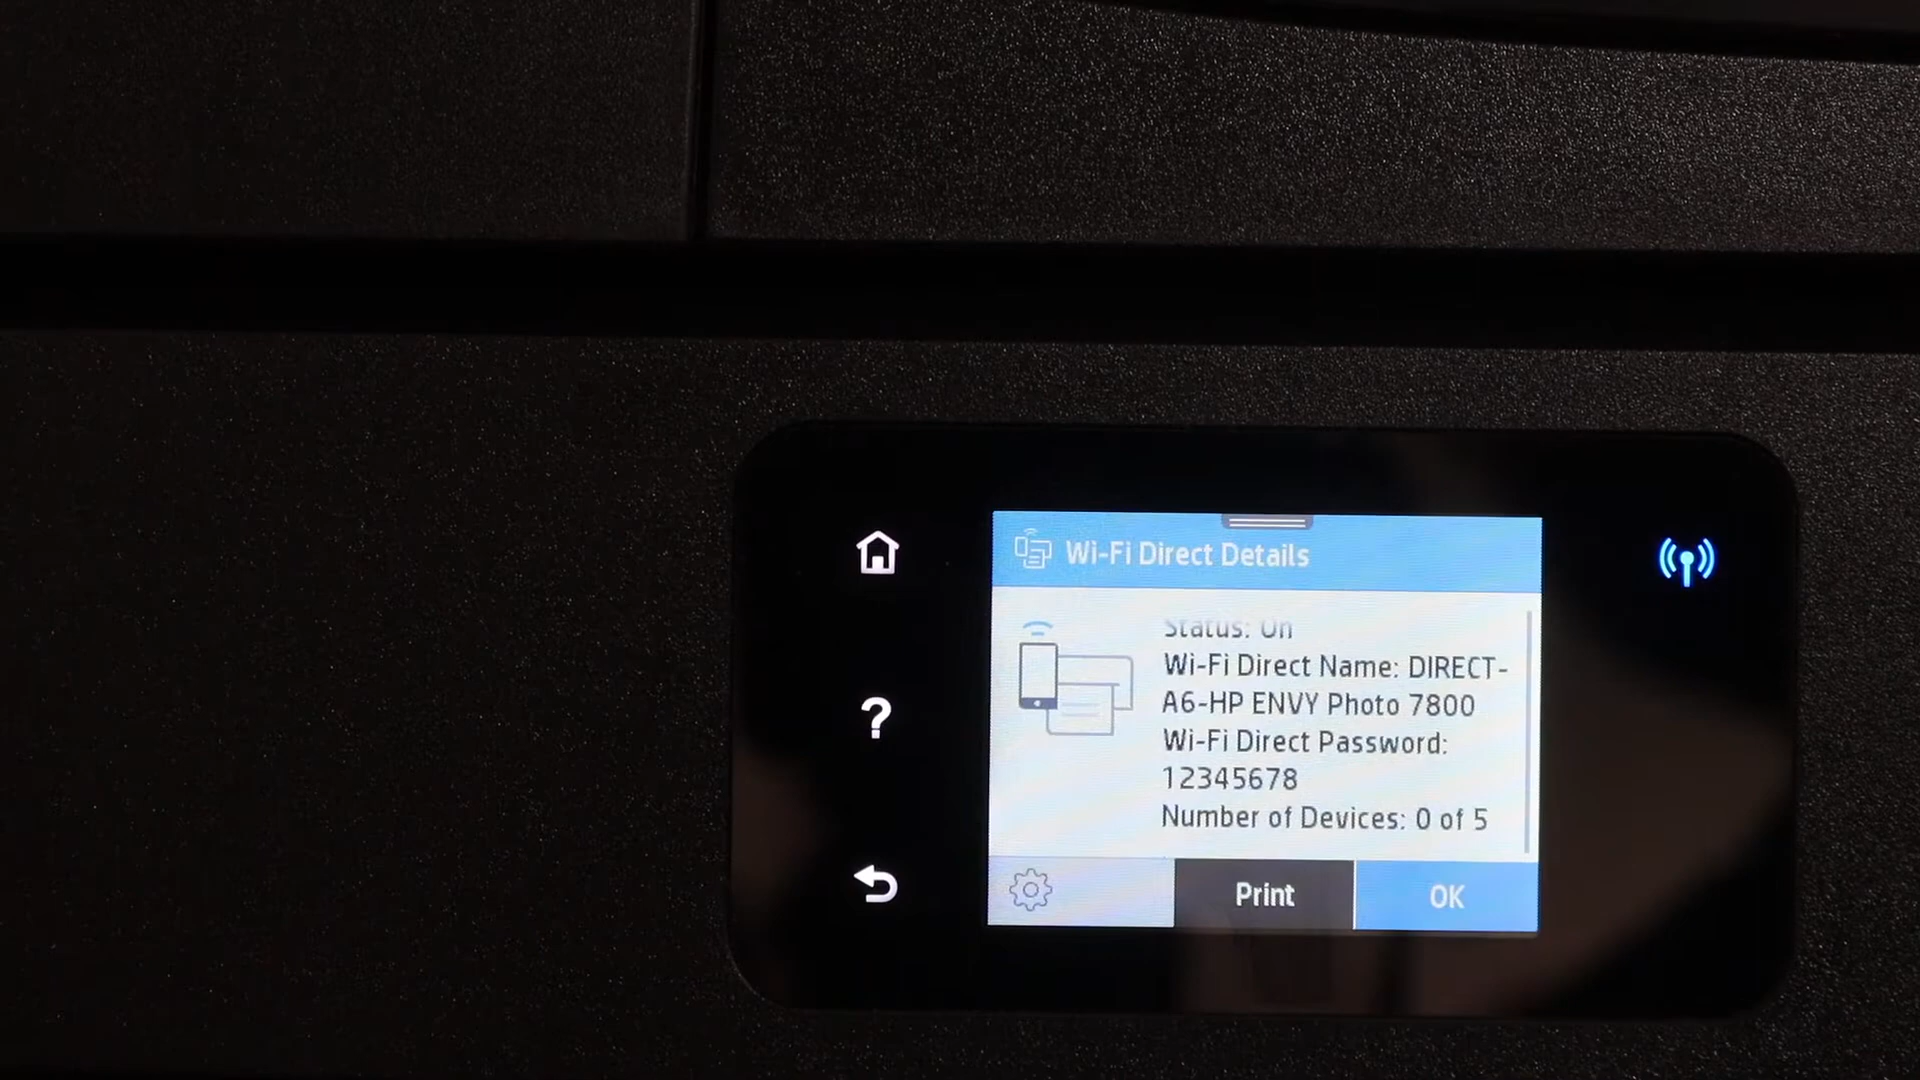 Wi-Fi Direct Details
Status: On
Wi-Fi Direct Name: DIRECT-
A6-HP ENVY Photo 7800
Wi-Fi Direct Password:
12345678
Number of Devices: 0 of 5
Print
OK
?